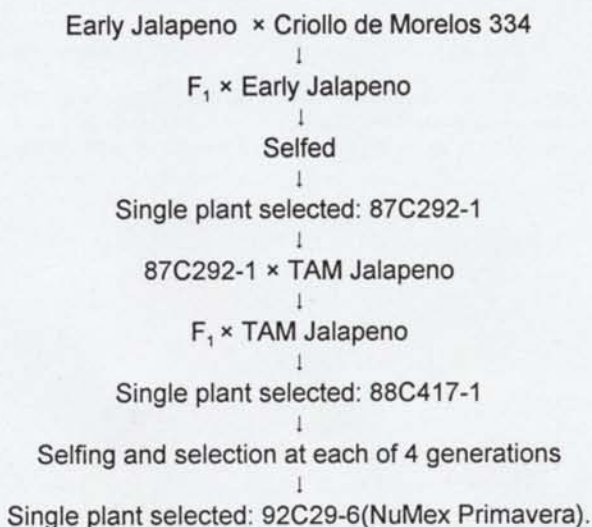 Early Jalapeno × Criollo de Morelos 334
↓
F₁ × Early Jalapeno
↓
Selfed
↓
Single plant selected: 87C292-1
↓
87C292-1 × TAM Jalapeno
↓
F₁ × TAM Jalapeno
↓
Single plant selected: 88C417-1
↓
Selfing and selection at each of 4 generations
↓
Single plant selected: 92C29-6(NuMex Primavera).